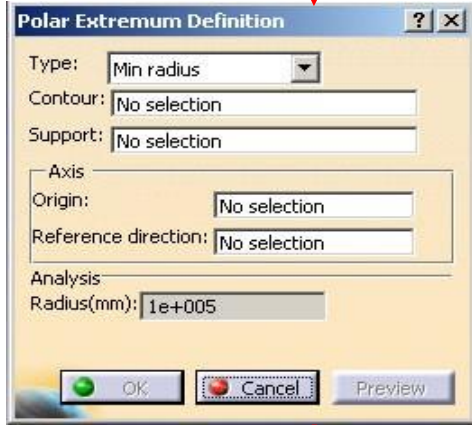 Polar Extremum Definition
Type: Min radius
Contour: No selection
Support: No selection
Axis
Origin: No selection
Reference direction: No selection
Analysis
Radius(mm): 1e+005
OK Cancel Preview